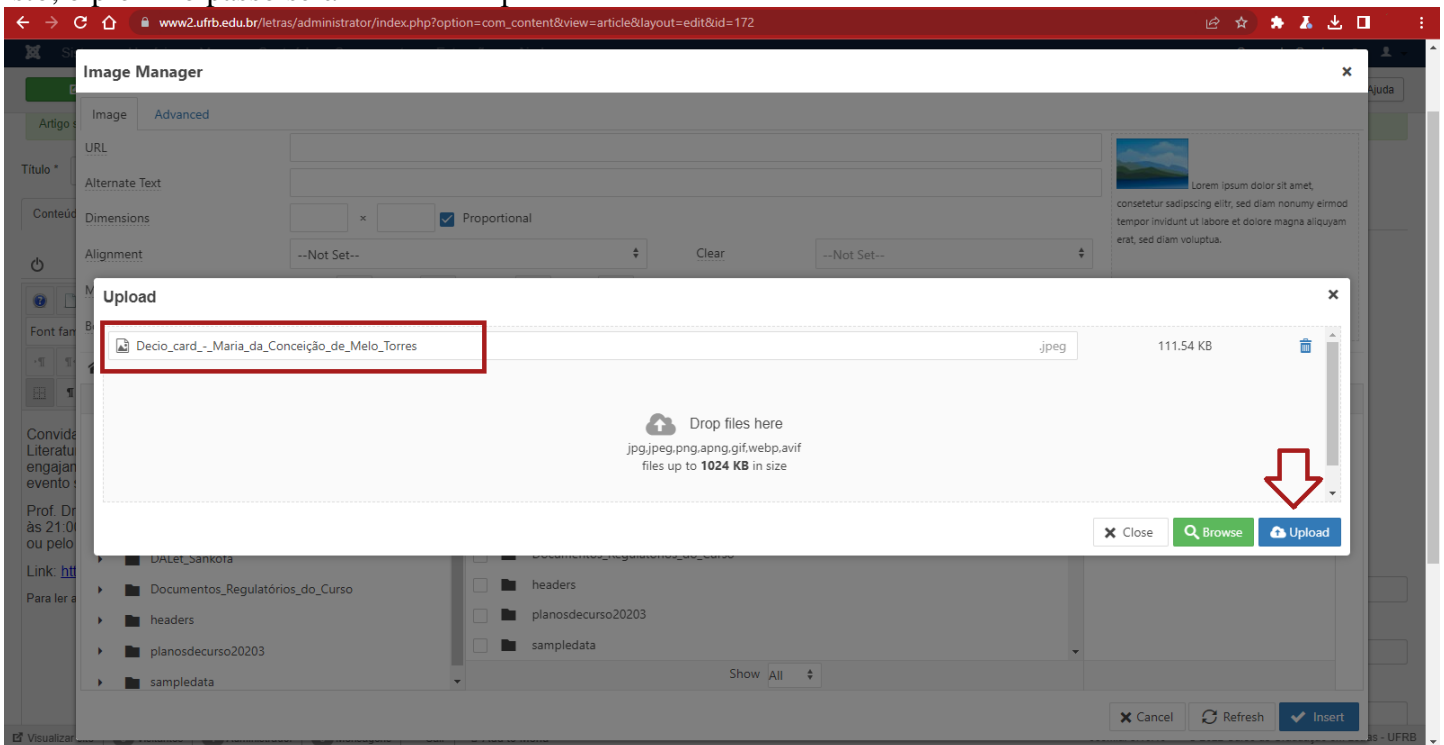 www2.ufrb.edu.br/letras/administrator/index.php?option=com_content&view=article&layout=edit&id=172
Image Manager
Ajuda
Image Advanced
Artigo
URL
Título *
Alternate Text
Lorem ipsum dolor sit amet,
consetetur sadipscing elitr, sed diam nonumy eirmod
tempor invidunt ut labore et dolore magna aliquyam
erat, sed diam voluptua.
Conteúd
Dimensions × Proportional
Alignment --Not Set-- Clear --Not Set--
Upload
Font fam
Decio_card_-_Maria_da_Conceição_de_Melo_Torres .jpeg 111.54 KB
Drop files here
jpg,jpeg,png,apng,gif,webp,avif
files up to 1024 KB in size
Convida
Literatu
engajan
evento
Prof. Dr
às 21:0
ou pelo
Close Browse Upload
DALet_Sankofa
Documentos_Regulatórios_do_Curso
Link: htt
Documentos_Regulatórios_do_Curso headers
Para ler a
headers planosdecurso20203
planosdecurso20203 sampledata
sampledata
Show All
Cancel Refresh Insert
Visualizar
as - UFRB